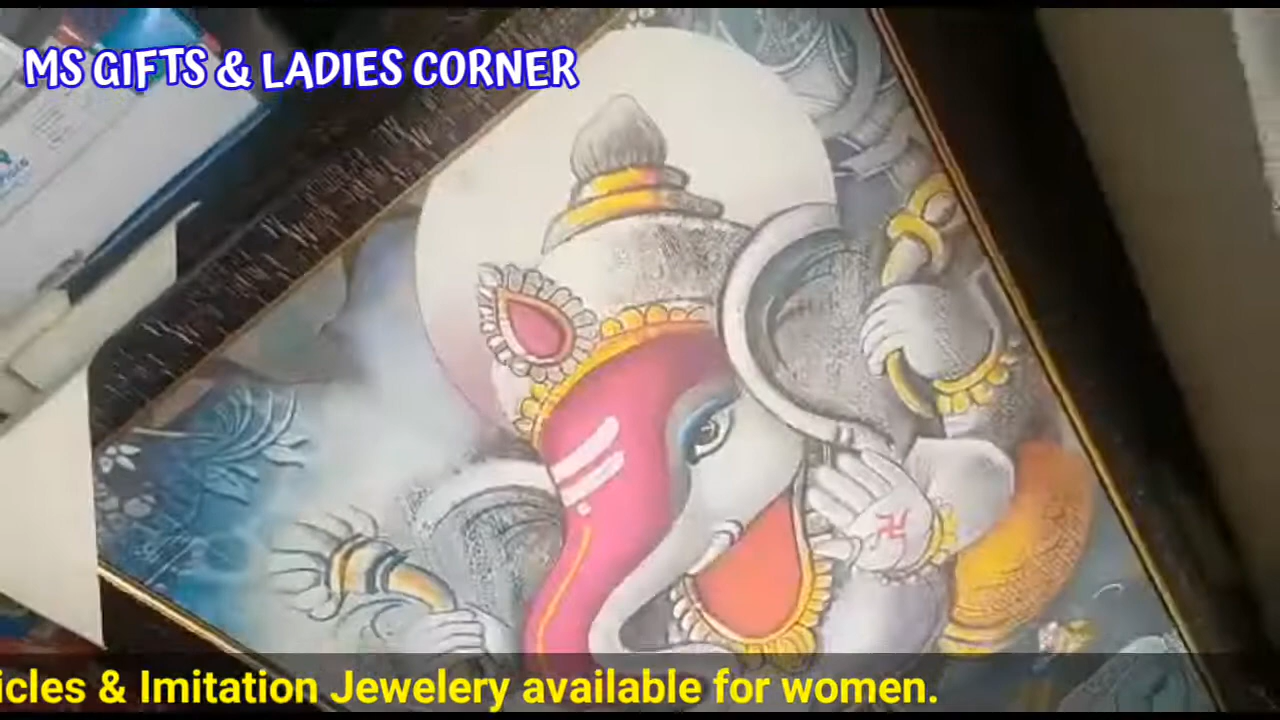 MS GIFTS & LADIES CORNER
icles & Imitation Jewelery available for women.